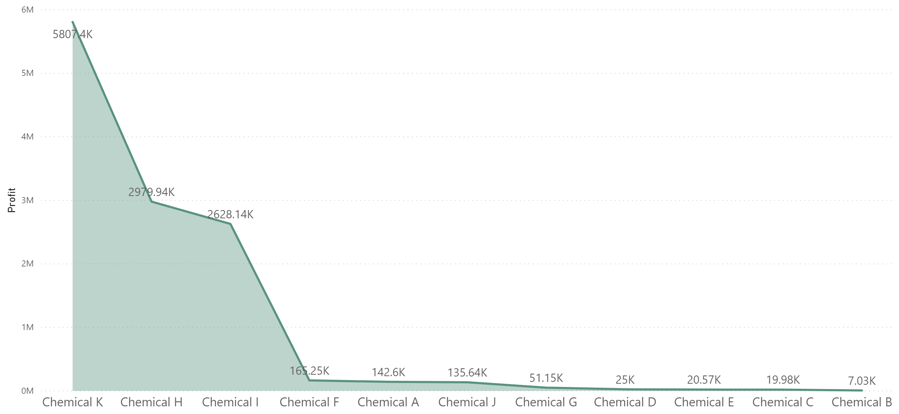 6M
5807.4K
5M
4M
Profit
3M
2979.94K
2628.14K
2M
1M
165.25K
142.6K
135.64K
51.15K
25K
20.57K
19.98K
7.03K
0M
Chemical K
Chemical H
Chemical I
Chemical F
Chemical A
Chemical J
Chemical G
Chemical D
Chemical E
Chemical C
Chemical B